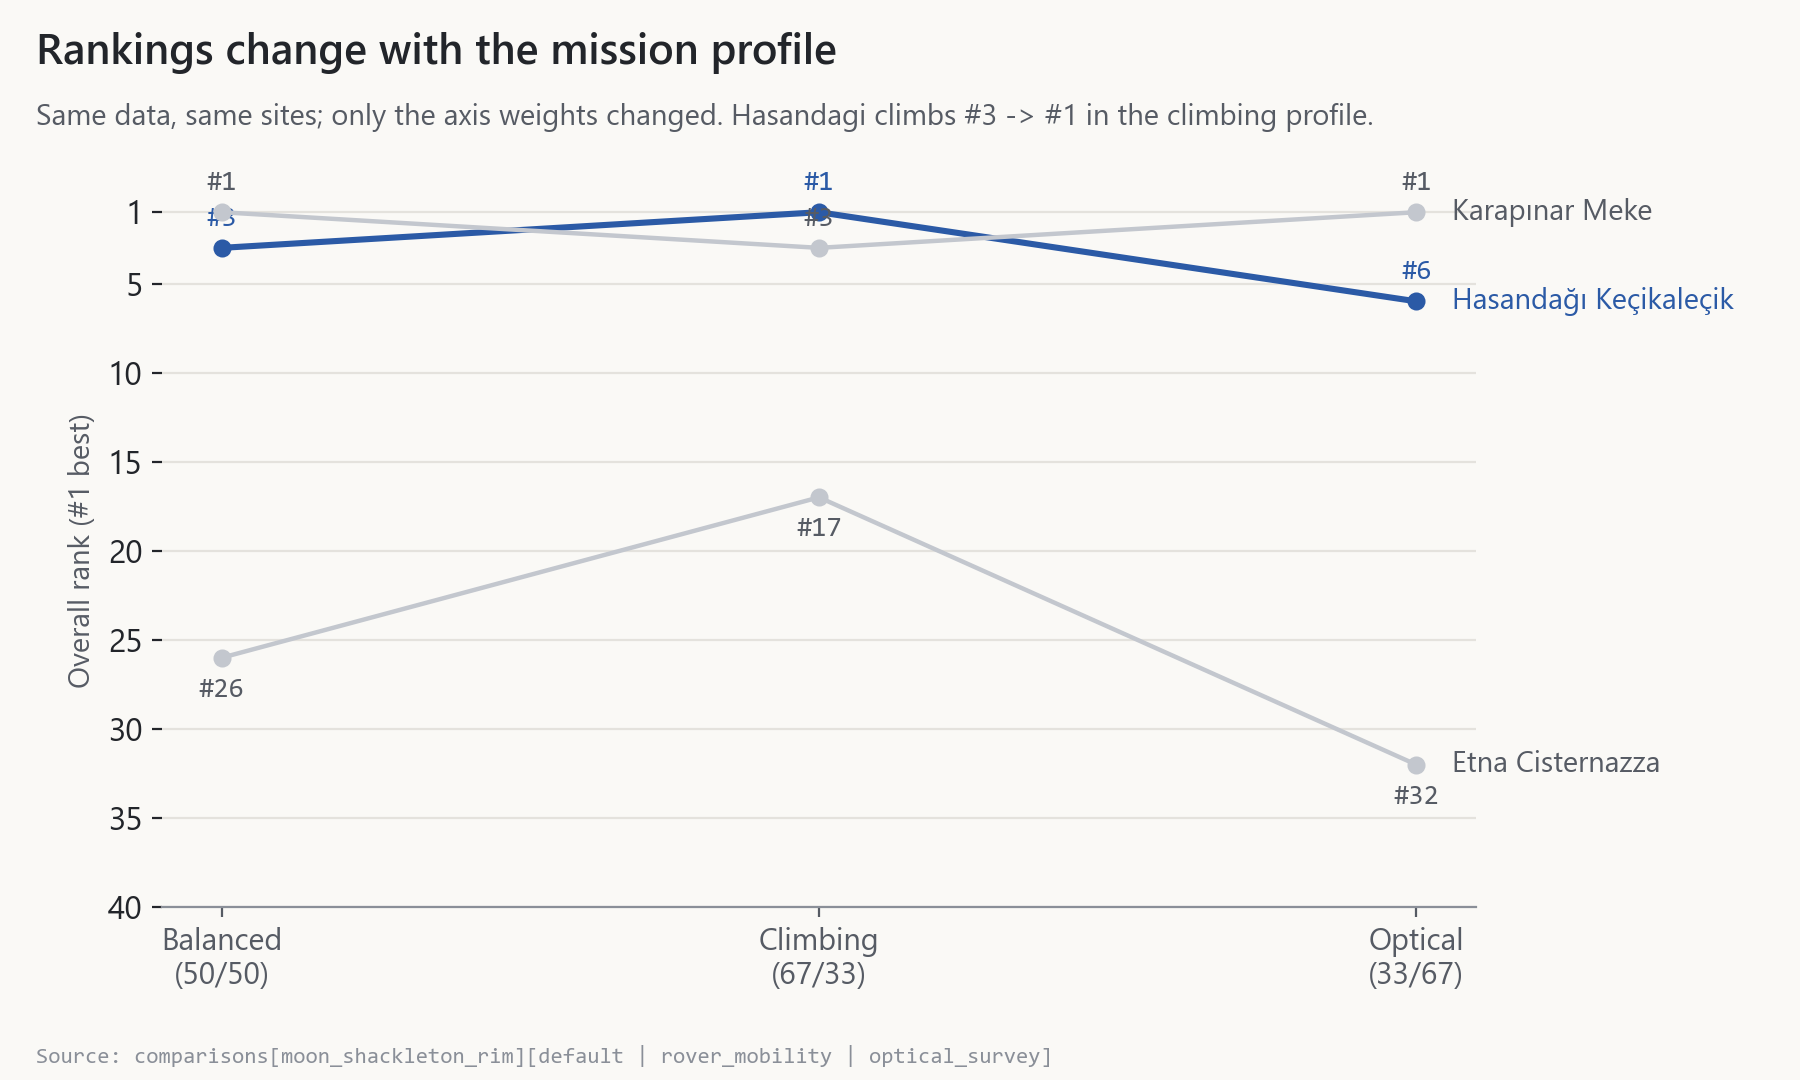 Rankings change with the mission profile
Same data, same sites; only the axis weights changed. Hasandagi climbs #3 -> #1 in the climbing profile.
#1
#1
#1
1
#3
#3
Karapınar Meke
5
#6
Hasandağı Keçikaleçik
10
15
20
25
30
35
40
Overall rank (#1 best)
#17
#26
Etna Cisternazza
#32
Balanced
(50/50)
Climbing
(67/33)
Optical
(33/67)
Source: comparisons[moon_shackleton_rim][default | rover_mobility | optical_survey]